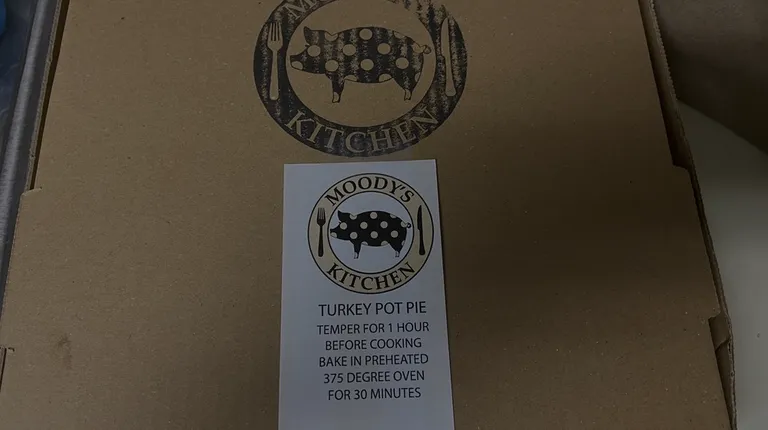 MOODY'S
KITCHEN
MOODY'S
KITCHEN
TURKEY POT PIE
TEMPER FOR 1 HOUR
BEFORE COOKING
BAKE IN PREHEATED
375 DEGREE OVEN
FOR 30 MINUTES